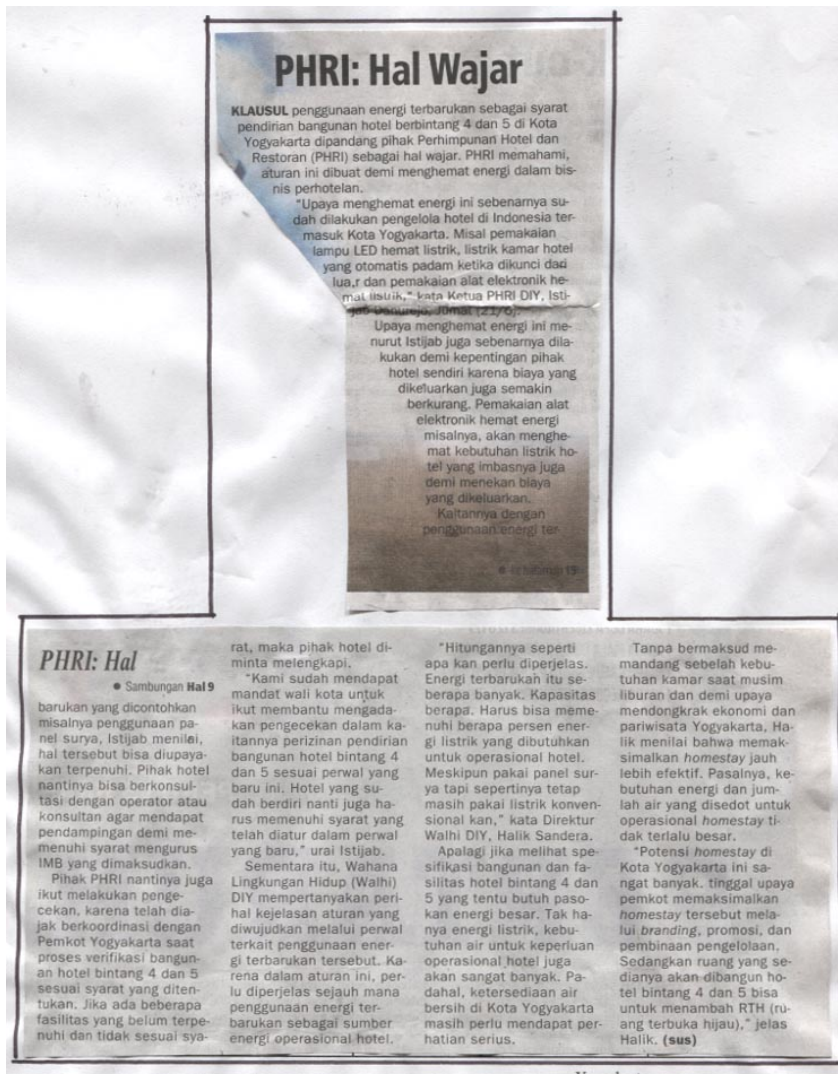 PHRI: Hal Wajar
KLAUSUL penggunaan energi terbarukan sebagai syarat
pendirian bangunan hotel berbintang 4 dan 5 di Kota
Yogyakarta dipandang pihak Perhimpunan Hotel dan
Restoran (PHRI) sebagai hal wajar. PHRI memahami,
aturan ini dibuat demi menghemat energi dalam bis-
nis perhotelan.
"Upaya menghemat energi ini sebenarnya su-
dah dilakukan pengelola hotel di Indonesia ter-
masuk Kota Yogyakarta. Misal pemakaian
lampu LED hemat listrik, listrik kamar hotel
yang otomatis padam ketika dikunci dari
lua,r dan pemakaian alat elektronik he-
mat listrik," kata Ketua PHRI DIY, Isti-
jab Danurejo, Jumat (21/6).
Upaya menghemat energi ini me-
nurut Istijab juga sebenarnya dila-
kukan demi kepentingan pihak
hotel sendiri karena biaya yang
dikeluarkan juga semakin
berkurang. Pemakaian alat
elektronik hemat energi
misalnya, akan menghe-
mat kebutuhan listrik ho-
tel yang imbasnya juga
demi menekan biaya
yang dikeluarkan.
Kaitannya dengan
penggunaan energi ter-
15
PHRI: Hal
● Sambungan Hal 9
barukan yang dicontohkan
misalnya penggunaan pa-
nel surya, Istijab menilai,
hal tersebut bisa diupaya-
kan terpenuhi. Pihak hotel
nantinya bisa berkonsul-
tasi dengan operator atau
konsultan agar mendapat
pendampingan demi me-
menuhi syarat mengurus
IMB yang dimaksudkan.
Pihak PHRI nantinya juga
ikut melakukan penge-
cekan, karena telah dia-
jak berkoordinasi dengan
Pemkot Yogyakarta saat
proses verifikasi bangun-
an hotel bintang 4 dan 5
sesuai syarat yang diten-
tukan. Jika ada beberapa
fasilitas yang belum terpe-
nuhi dan tidak sesuai sya-
rat, maka pihak hotel di-
minta melengkapi.
"Kami sudah mendapat
mandat wali kota untuk
ikut membantu mengada-
kan pengecekan dalam ka-
itannya perizinan pendirian
bangunan hotel bintang 4
dan 5 sesuai perwal yang
baru ini. Hotel yang su-
dah berdiri nanti juga ha-
rus memenuhi syarat yang
telah diatur dalam perwal
yang baru," urai Istijab.
Sementara itu, Wahana
Lingkungan Hidup (Walhi)
DIY mempertanyakan peri-
hal kejelasan aturan yang
diwujudkan melalui perwal
terkait penggunaan ener-
gi terbarukan tersebut. Ka-
rena dalam aturan ini, per-
lu diperjelas sejauh mana
penggunaan energi ter-
barukan sebagai sumber
energi operasional hotel.
"Hitungannya seperti
apa kan perlu diperjelas.
Energi terbarukan itu se-
berapa banyak. Kapasitas
berapa. Harus bisa meme-
nuhi berapa persen ener-
gi listrik yang dibutuhkan
untuk operasional hotel.
Meskipun pakai panel sur-
ya tapi sepertinya tetap
masih pakai listrik konven-
sional kan," kata Direktur
Walhi DIY, Halik Sandera.
Apalagi jika melihat spe-
sifikasi bangunan dan fa-
silitas hotel bintang 4 dan
5 yang tentu butuh paso-
kan energi besar. Tak ha-
nya energi listrik, kebu-
tuhan air untuk keperluan
operasional hotel juga
akan sangat banyak. Pa-
dahal, ketersediaan air
bersih di Kota Yogyakarta
masih perlu mendapat per-
hatian serius.
Tanpa bermaksud me-
mandang sebelah kebu-
tuhan kamar saat musim
liburan dan demi upaya
mendongkrak ekonomi dan
pariwisata Yogyakarta, Ha-
lik menilai bahwa memak-
simalkan homestay jauh
lebih efektif. Pasalnya, ke-
butuhan energi dan jum-
lah air yang disedot untuk
operasional homestay ti-
dak terlalu besar.
"Potensi homestay di
Kota Yogyakarta ini sa-
ngat banyak. tinggal upaya
pemkot memaksimalkan
homestay tersebut mela-
lui branding, promosi, dan
pembinaan pengelolaan.
Sedangkan ruang yang se-
dianya akan dibangun ho-
tel bintang 4 dan 5 bisa
untuk menambah RTH (ru-
ang terbuka hijau)," jelas
Halik. (sus)